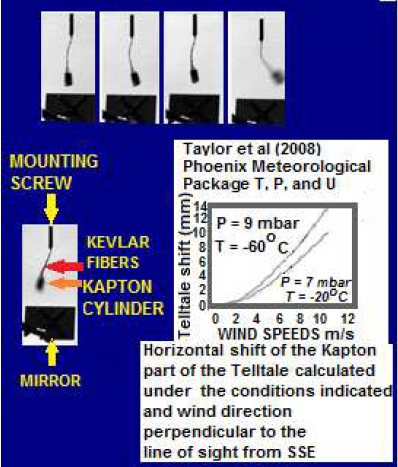 MOUNTING
SCREW
KEVLAR
FIBERS
KAPTON
CYLINDER
MIRROR
Taylor et al (2008)
Phoenix Meteorological
Package T, P, and U
Telltale shift (mm)
14
12
10
8
6
4
2
0
P = 9 mbar
T = -60°C
P = 7 mbar
T = -20°C
0 2 4 6 8 10 12
WIND SPEEDS m/s
Horizontal shift of the Kapton
part of the Telltale calculated
under the conditions indicated
and wind direction
perpendicular to the
line of sight from SSE